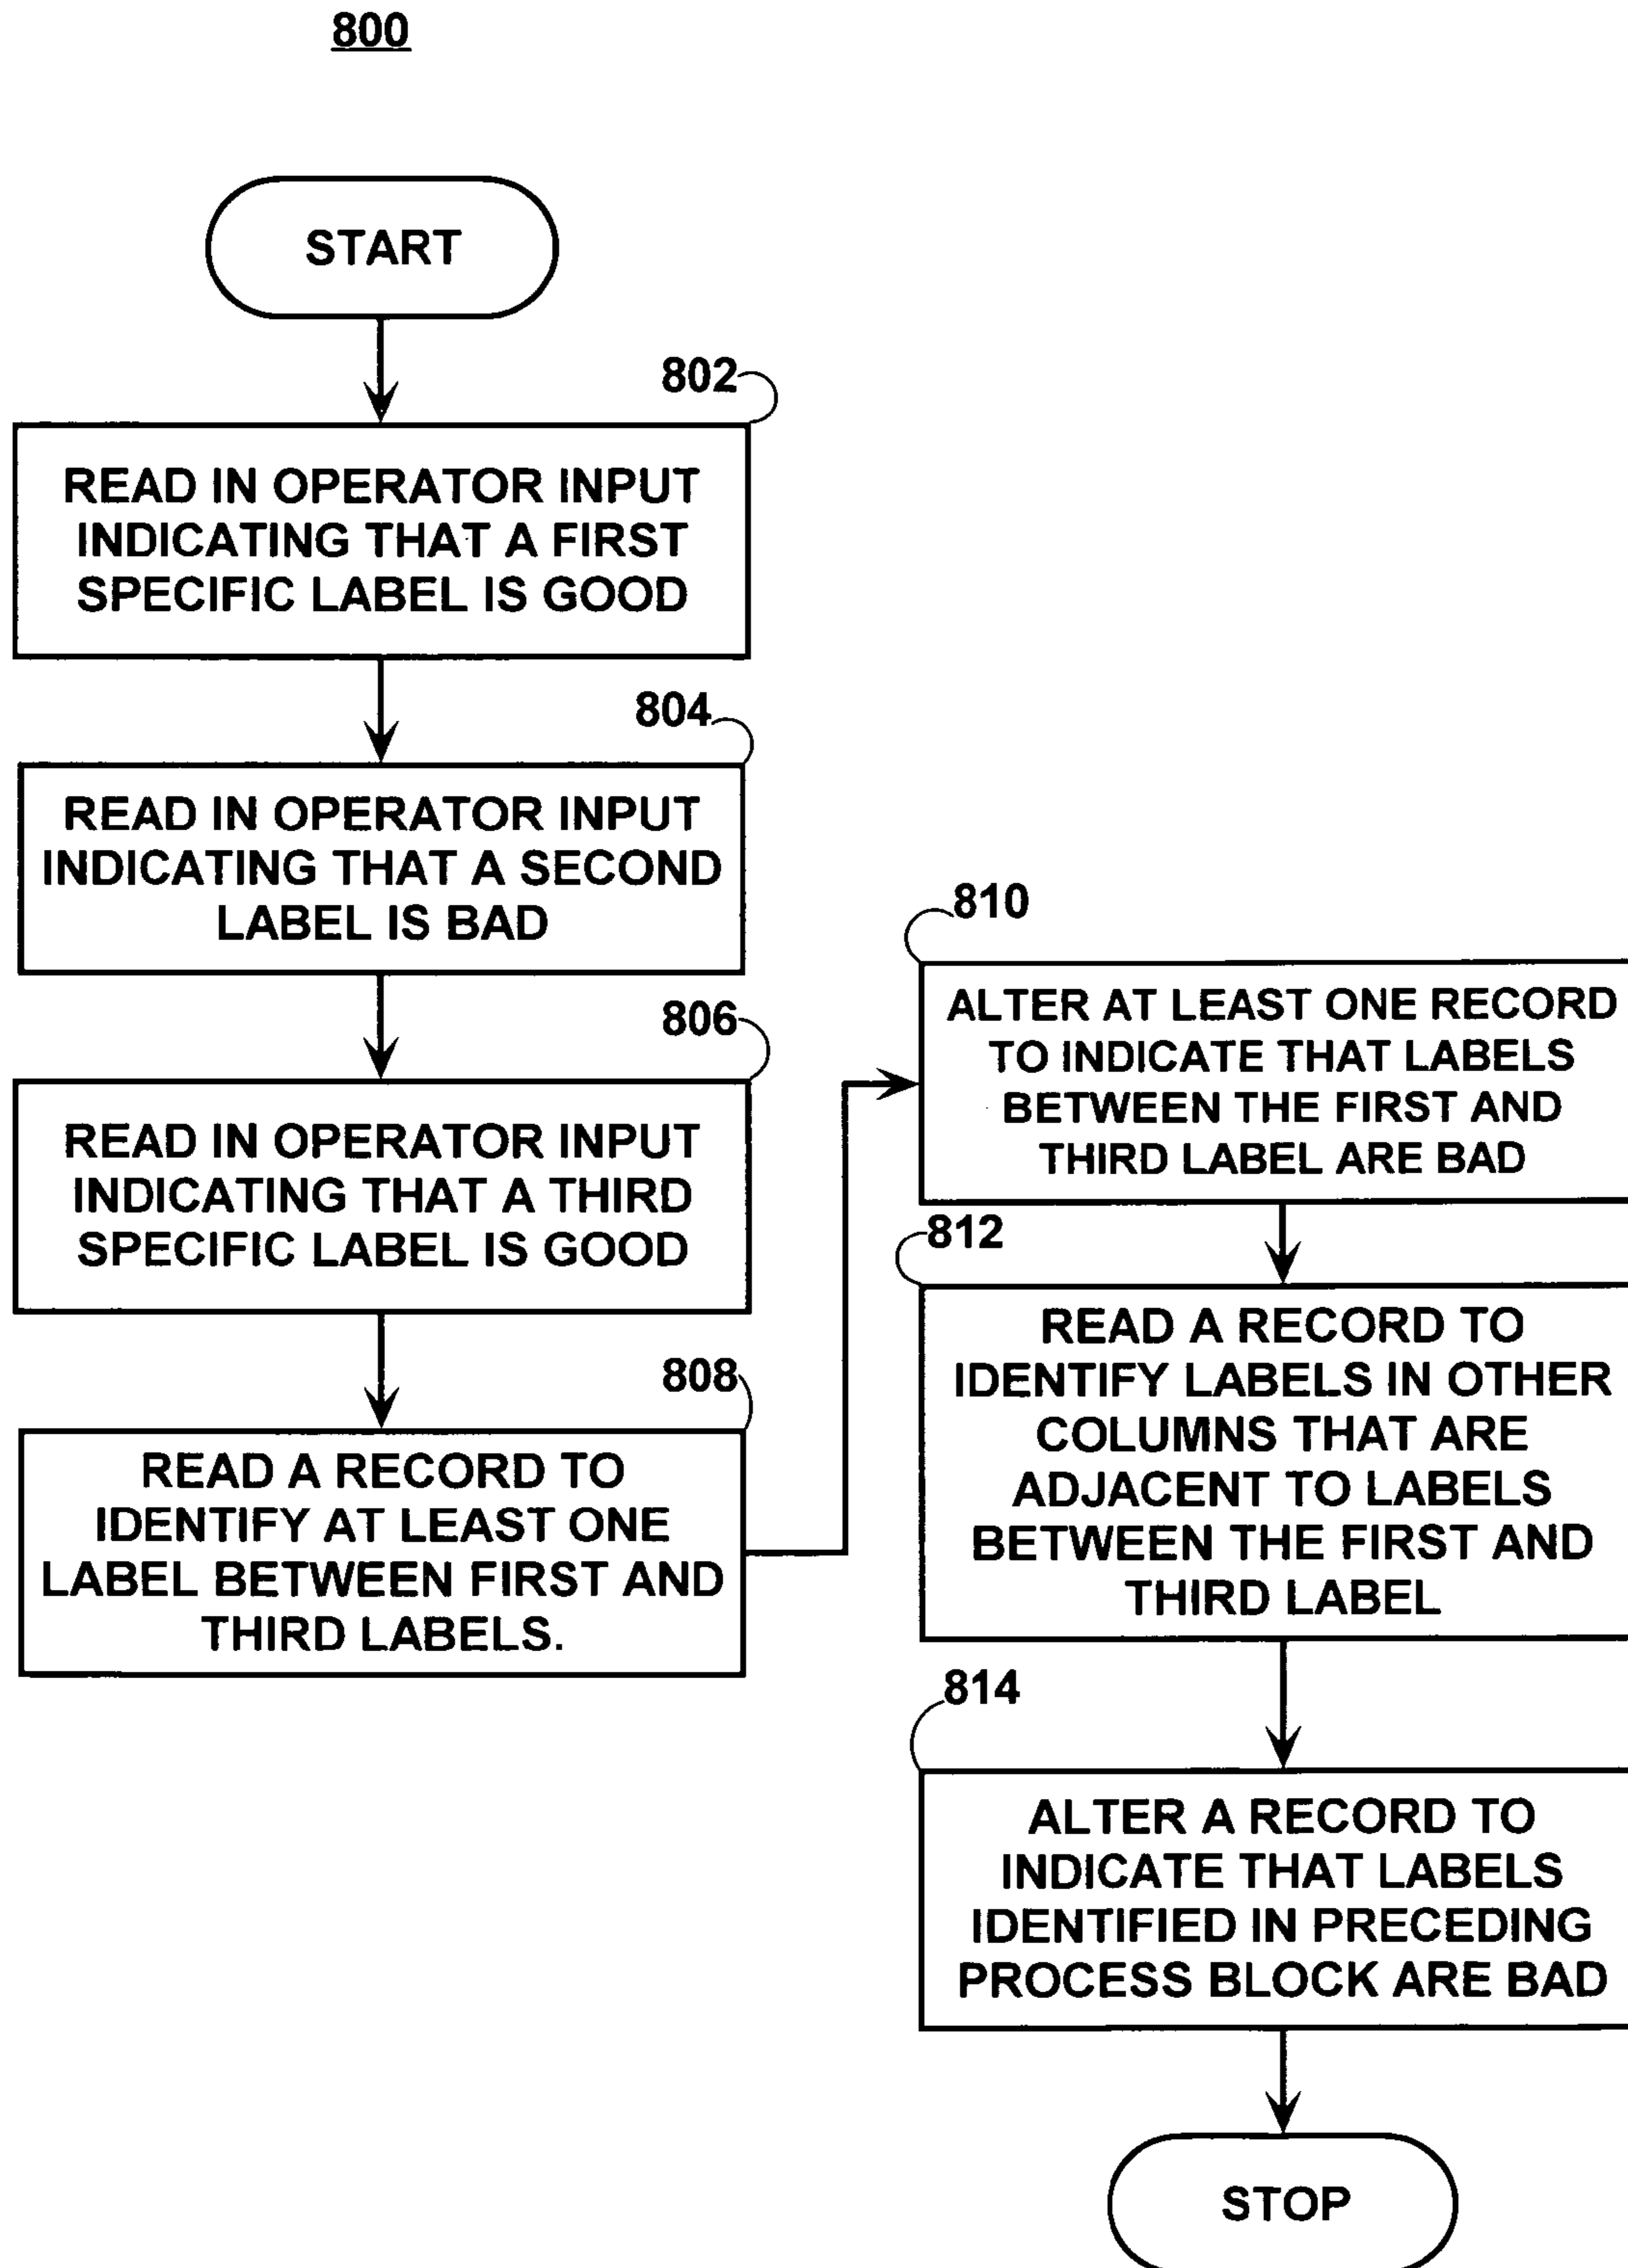 800
START
802
READ IN OPERATOR INPUT
INDICATING THAT A FIRST
SPECIFIC LABEL IS GOOD
804
READ IN OPERATOR INPUT
INDICATING THAT A SECOND
LABEL IS BAD
806
READ IN OPERATOR INPUT
INDICATING THAT A THIRD
SPECIFIC LABEL IS GOOD
808
READ A RECORD TO
IDENTIFY AT LEAST ONE
LABEL BETWEEN FIRST AND
THIRD LABELS.
810
ALTER AT LEAST ONE RECORD
TO INDICATE THAT LABELS
BETWEEN THE FIRST AND
THIRD LABEL ARE BAD
812
READ A RECORD TO
IDENTIFY LABELS IN OTHER
COLUMNS THAT ARE
ADJACENT TO LABELS
BETWEEN THE FIRST AND
THIRD LABEL
814
ALTER A RECORD TO
INDICATE THAT LABELS
IDENTIFIED IN PRECEDING
PROCESS BLOCK ARE BAD
STOP